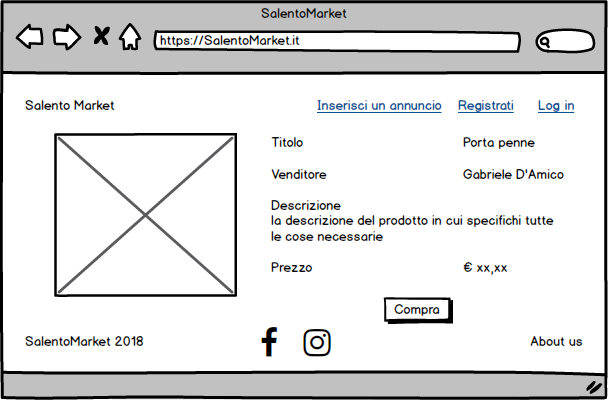 SalentoMarket
https://SalentoMarket.it
Salento Market
Inserisci un annuncio
Registrati
Log in
Titolo
Porta penne
Venditore
Gabriele D'Amico
Descrizione
la descrizione del prodotto in cui specifichi tutte
le cose necessarie
Prezzo
€ xx,xx
Compra
SalentoMarket 2018
About us